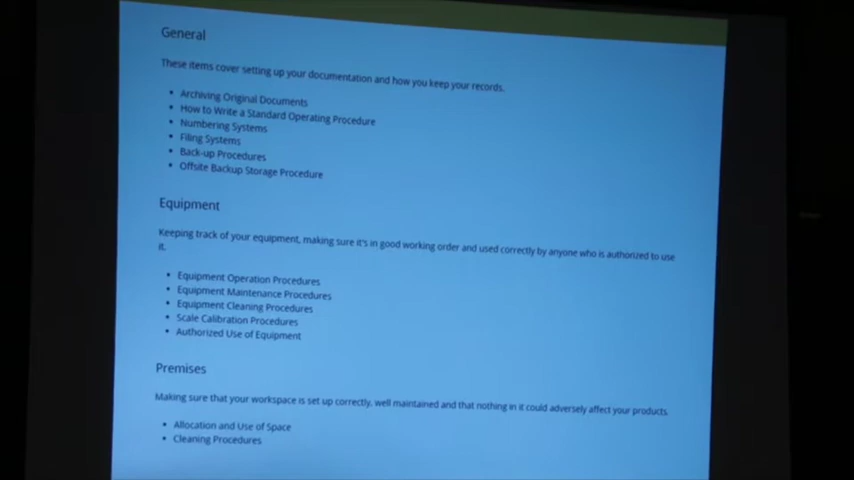 General
These items cover setting up your documentation and how you keep your records.
• Archiving Original Documents
• How to Write a Standard Operating Procedure
• Numbering Systems
• Filing Systems
• Back-up Procedures
• Offsite Backup Storage Procedure
Equipment
Keeping track of your equipment, making sure it's in good working order and used correctly by anyone who is authorized to use
it.
• Equipment Operation Procedures
• Equipment Maintenance Procedures
• Equipment Cleaning Procedures
• Scale Calibration Procedures
• Authorized Use of Equipment
Premises
Making sure that your workspace is set up correctly, well maintained and that nothing in it could adversely affect your products.
• Allocation and Use of Space
• Cleaning Procedures